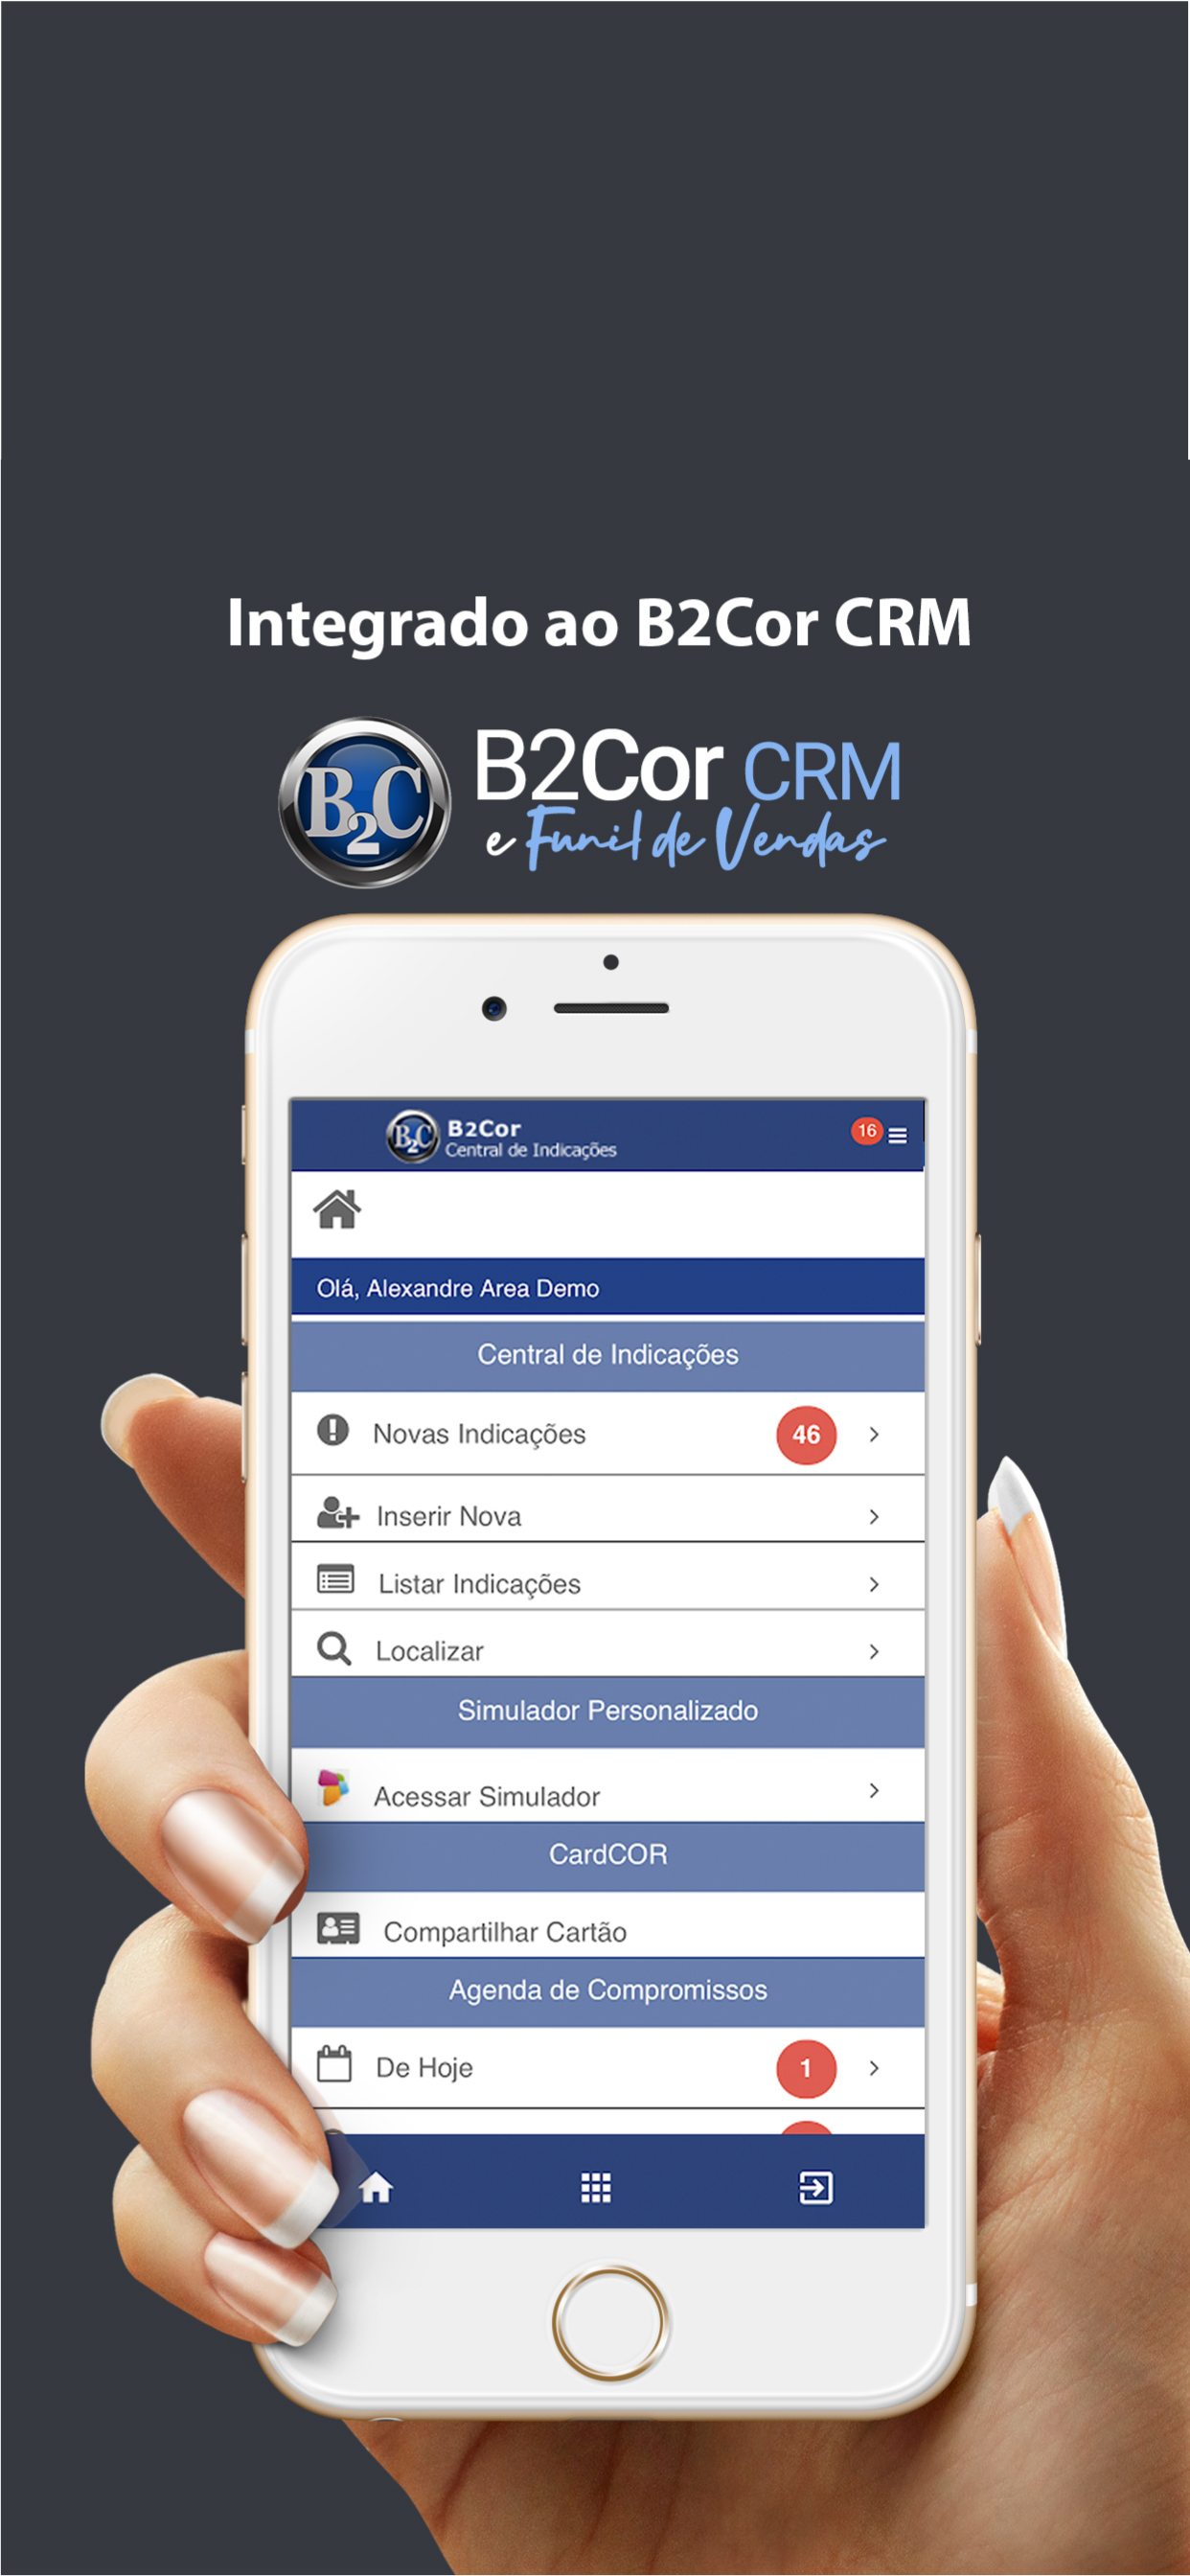 Integrado ao B2Cor CRM
B2C
B2Cor CRM
e Funil de Vendas
B2C
B2Cor
Central de Indicações
16
Olá, Alexandre Area Demo
Central de Indicações
Novas Indicações 46
Inserir Nova
Listar Indicações
Localizar
Simulador Personalizado
Acessar Simulador
CardCOR
Compartilhar Cartão
Agenda de Compromissos
De Hoje 1